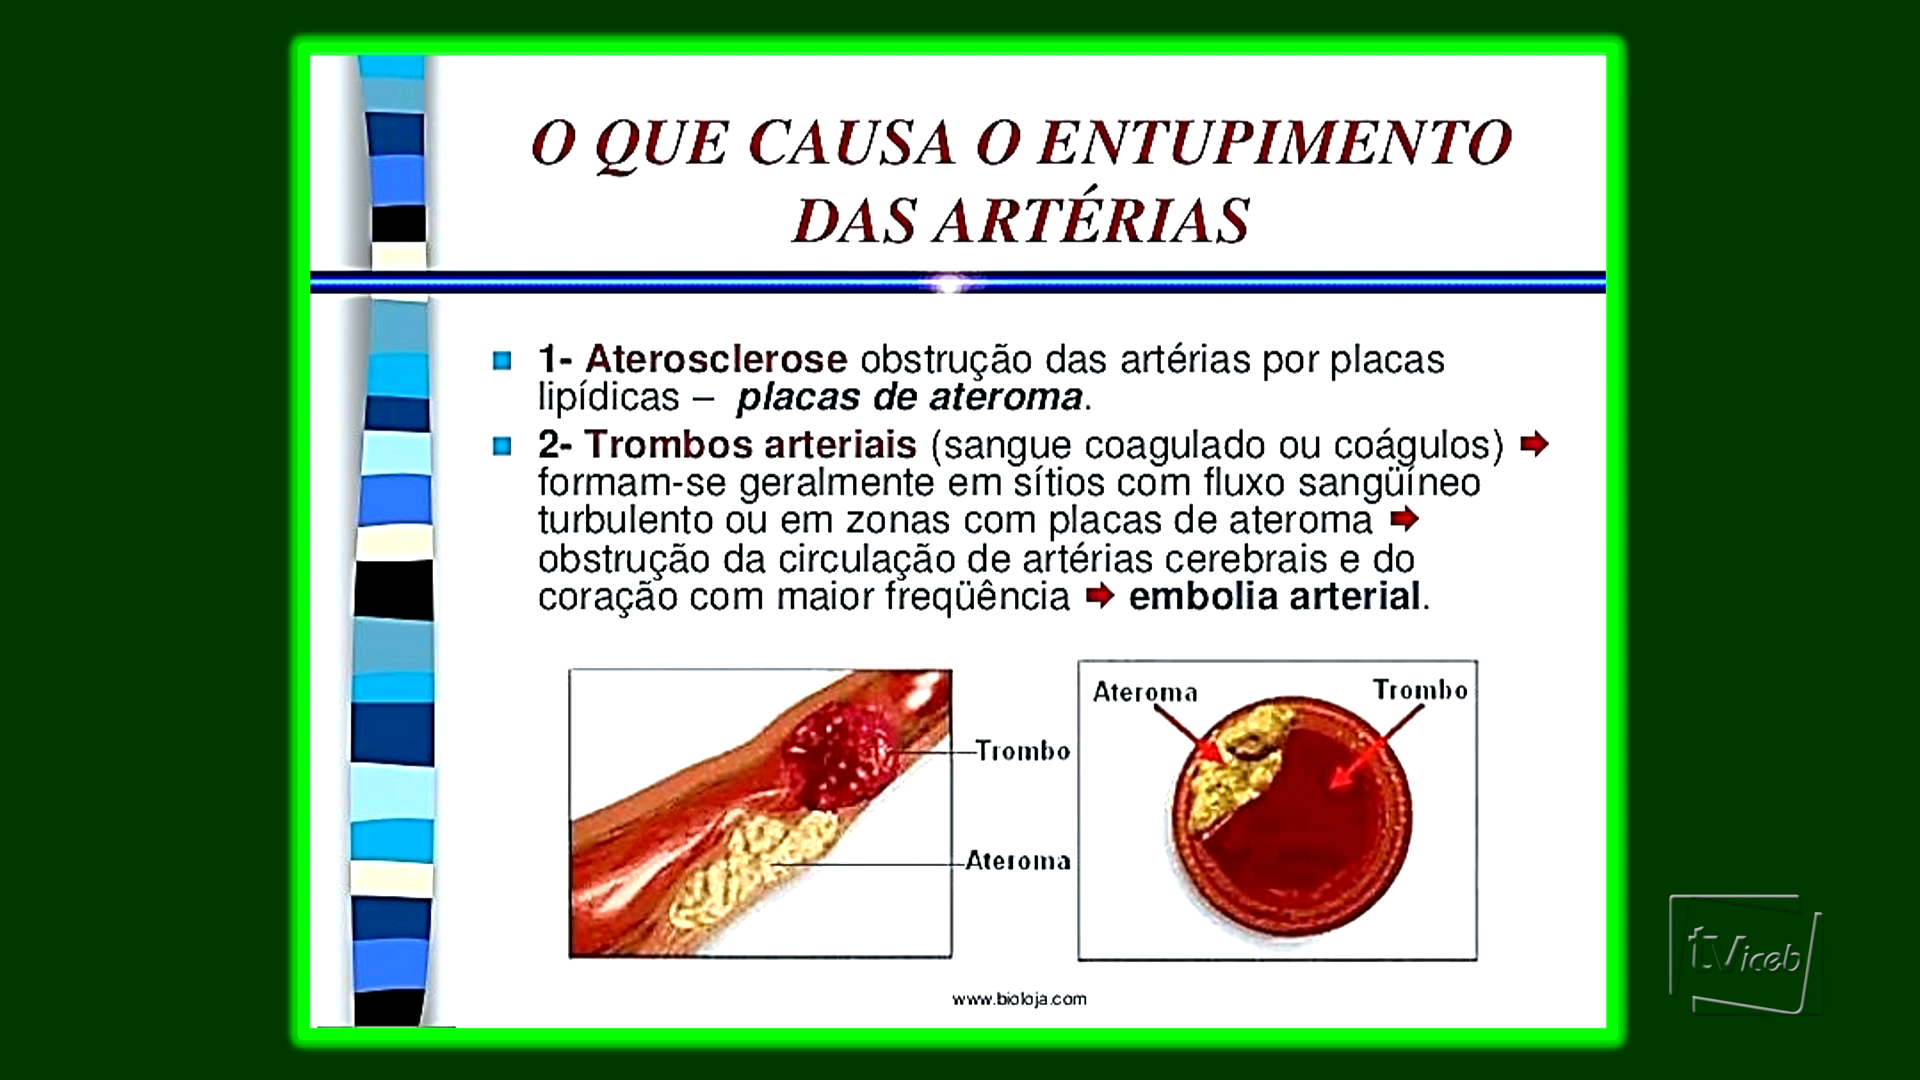 O QUE CAUSA O ENTUPIMENTO
DAS ARTÉRIAS
1- Aterosclerose obstrução das artérias por placas
lipídicas – placas de ateroma.
2- Trombos arteriais (sangue coagulado ou coágulos) ➡
formam-se geralmente em sítios com fluxo sangüíneo
turbulento ou em zonas com placas de ateroma ➡
obstrução da circulação de artérias cerebrais e do
coração com maior freqüência ➡ embolia arterial.
Trombo
Ateroma
Ateroma
Trombo
www.bioloja.com
tViceb